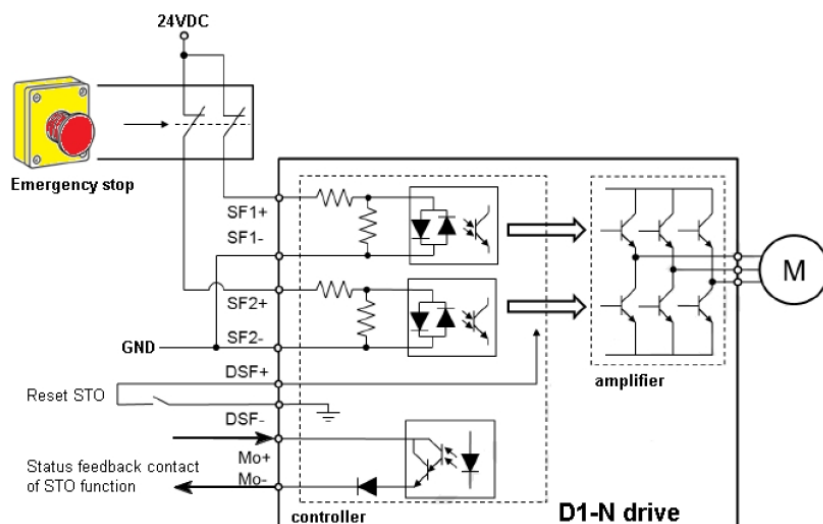 24VDC
Emergency stop
SF1+
SF1-
SF2+
GND
SF2-
DSF+
Reset STO
DSF-
Status feedback contact
of STO function
Mo+
Mo-
controller
amplifier
M
D1-N drive